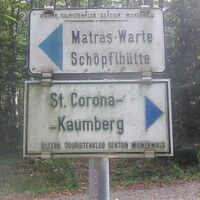 ÖSTERR. TOURISTENKLUB SEKTION WIENERWALD
Matras-Warte
Schöpflhütte
St. Corona-
-Kaumberg
ÖSTERR. TOURISTENKLUB SEKTION WIENERWALD